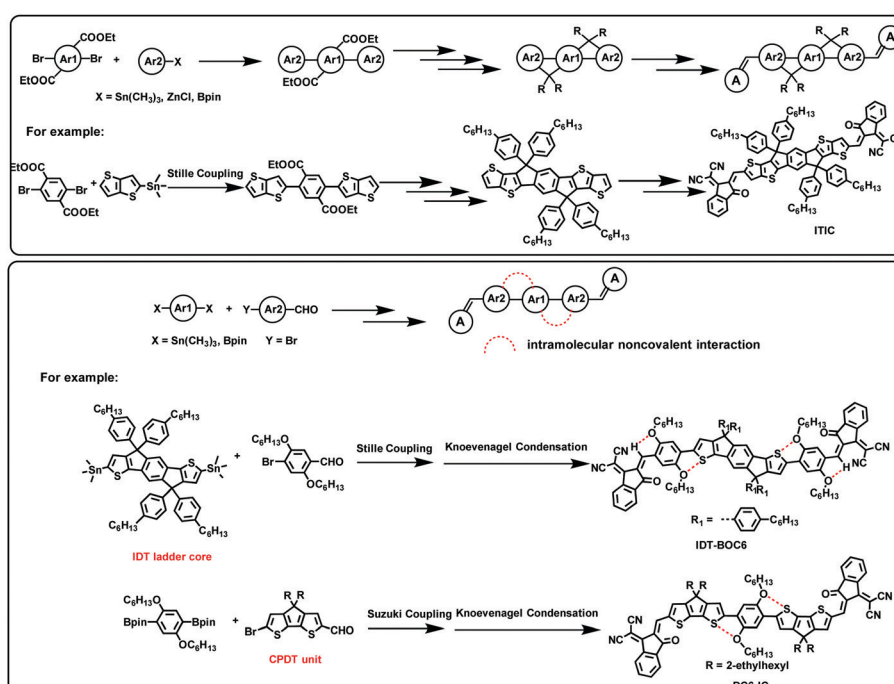 COOEt
Br Ar1 Br + Ar2 X
EtOOC
X = Sn(CH₃)₃, ZnCl, Bpin
COOEt
Ar2 Ar1 Ar2
EtOOC
R R
Ar2 Ar1 Ar2
R R
R R A
Ar2 Ar1 Ar2
A R R
For example:
EtOOC
Br Br
COOEt
+
S S Sn
Stille Coupling
EtOOC
S S S S
COOEt
C₆H₁₃ C₆H₁₃
S S S S
C₆H₁₃ C₆H₁₃
C₆H₁₃ C₆H₁₃
O CN
NC
S S S S
NC CN
O
C₆H₁₃ C₆H₁₃
ITIC
X Ar1 X + Y Ar2 CHO
X = Sn(CH₃)₃, Bpin Y = Br
A Ar2 Ar1 Ar2 A
intramolecular noncovalent interaction
For example:
C₆H₁₃ C₆H₁₃
Sn S S Sn
C₆H₁₃ C₆H₁₃
IDT ladder core
+
C₆H₁₃O
Br CHO
OC₆H₁₃
Stille Coupling Knoevenagel Condensation
C₆H₁₃ R₁R₁ C₆H₁₃
NC CN H O S S O O CN
O O O H NC
C₆H₁₃ R₁R₁ C₆H₁₃
R₁ = C₆H₁₃
IDT-BOC6
C₆H₁₃O
Bpin Bpin
OC₆H₁₃
+
R R
Br S S CHO
CPDT unit
Suzuki Coupling Knoevenagel Condensation
R R C₆H₁₃
NC CN O S S O S S O CN
O CN
C₆H₁₃ R R
R = 2-ethylhexyl